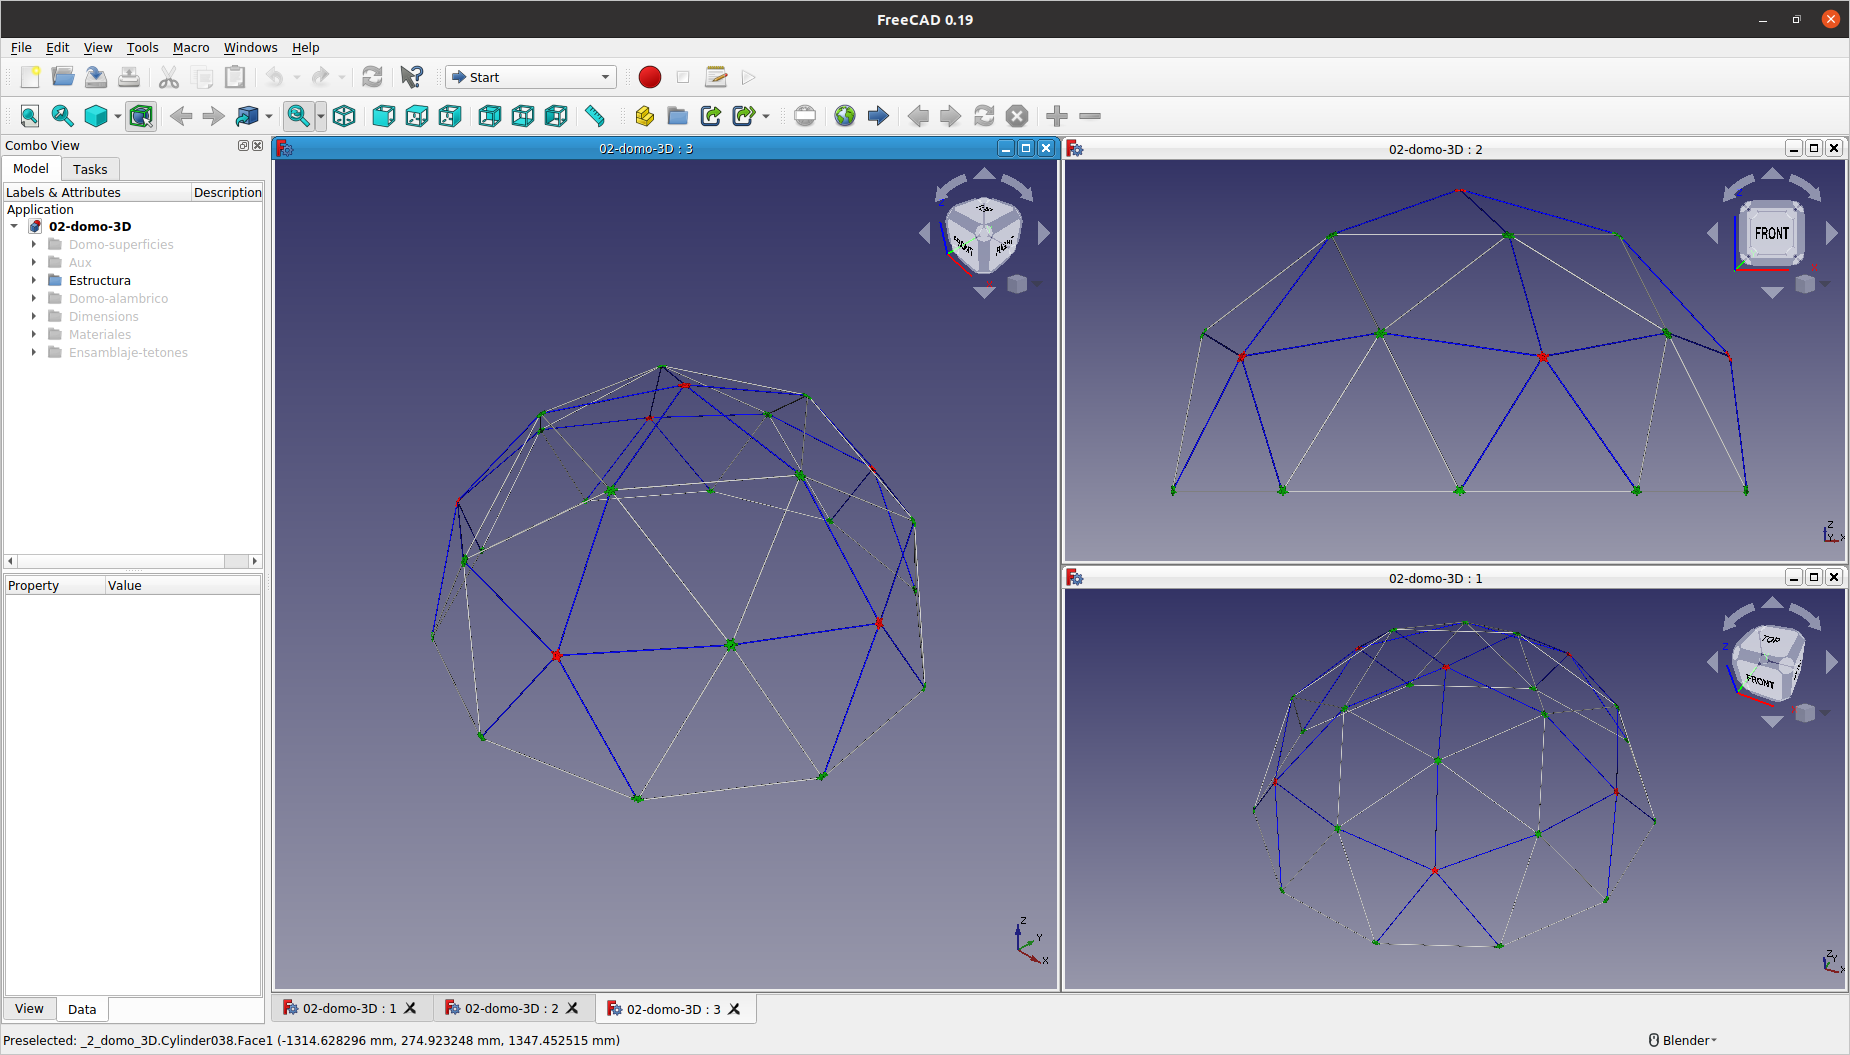 FreeCAD 0.19
File Edit View Tools Macro Windows Help
Start
Combo View
Model Tasks
Labels & Attributes Description
Application
02-domo-3D
Domo-superficies
Aux
Estructura
Domo-alambrico
Dimensions
Materiales
Ensamblaje-tetones
Property Value
View Data
02-domo-3D : 3
TOP
FRONT
RIGHT
Z
Y
X
02-domo-3D : 2
FRONT
Z
Y
X
02-domo-3D : 1
TOP
FRONT
Z
Y
X
02-domo-3D : 1 02-domo-3D : 2 02-domo-3D : 3
Preselected: _2_domo_3D.Cylinder038.Face1 (-1314.628296 mm, 274.923248 mm, 1347.452515 mm)
Blender